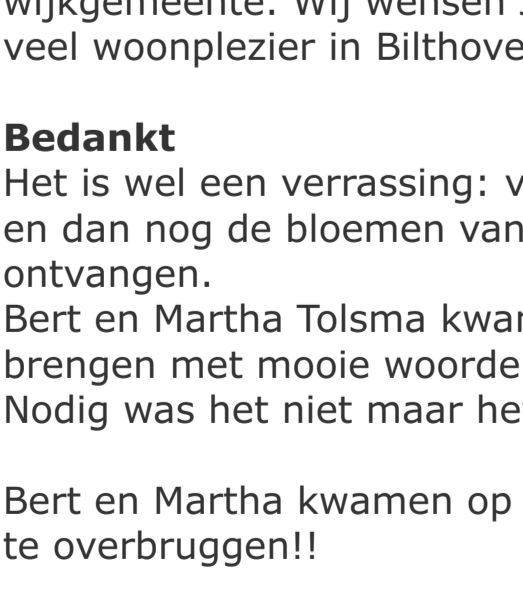 wijkgemeente. Wij wensen
veel woonplezier in Bilthove
Bedankt
Het is wel een verrassing: v
en dan nog de bloemen van
ontvangen.
Bert en Martha Tolsma kwa
brengen met mooie woorde
Nodig was het niet maar he
Bert en Martha kwamen op
te overbruggen!!